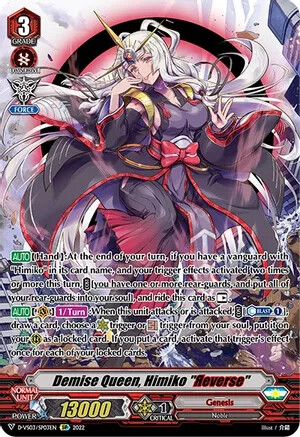 3
GRADE
FORCE
AUTO [Hand]:At the end of your turn, if you have a vanguard with
"Himiko" in its card name, and your trigger effects activated two times
or more this turn, [you have one or more rear-guards, and put all of
your rear-guards into your soul], and ride this card as
AUTO 1/Turn :When this unit attacks or is attacked, [ BLAST 1],
draw a card, choose a trigger or trigger from your soul, put it on
your as a locked card. If you put a card, activate that trigger's effect
once for each of your locked cards.
NORMAL
UNIT
Demise Queen, Himiko "Reverse"
Genesis
Noble
POWER
13000
1
CRITICAL
D-VS03/SP03EN SP 2022
Illust /